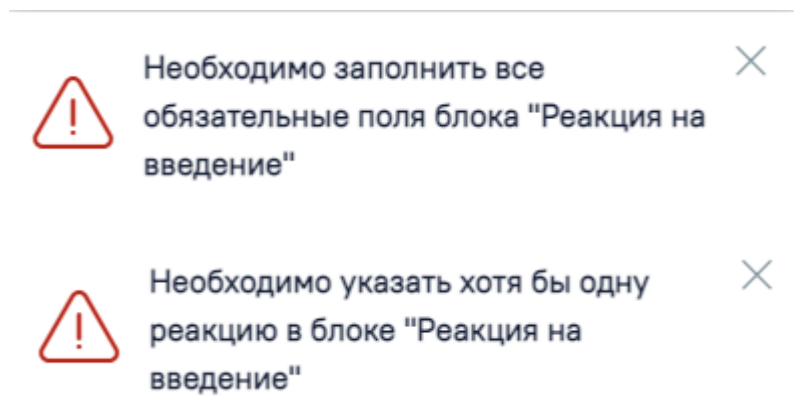 Необходимо заполнить все
обязательные поля блока "Реакция на
введение"
Необходимо указать хотя бы одну
реакцию в блоке "Реакция на
введение"